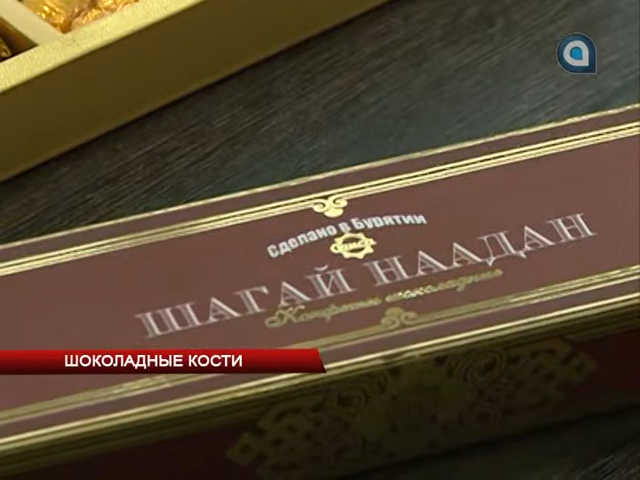 Сделано в Бурятии
ШАГАЙ НААДАН
Конфеты шоколадные
ШОКОЛАДНЫЕ КОСТИ